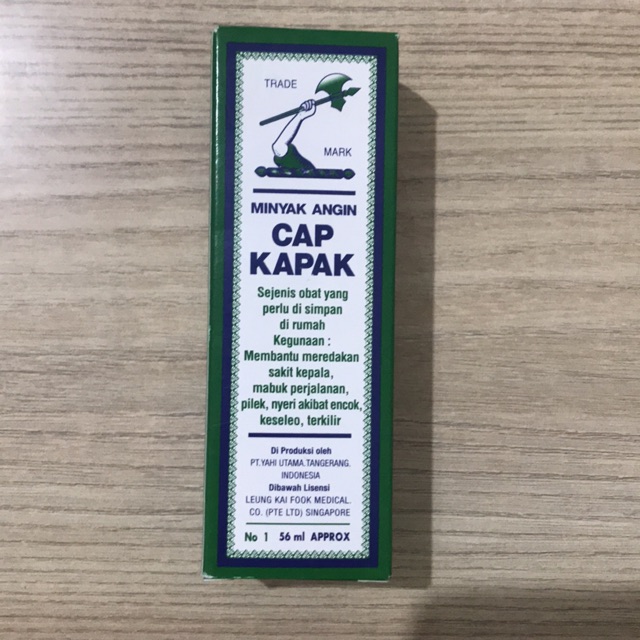 TRADE
MARK
MINYAK ANGIN
CAP
KAPAK
Sejenis obat yang
perlu di simpan
di rumah
Kegunaan :
Membantu meredakan
sakit kepala,
mabuk perjalanan,
pilek, nyeri akibat encok,
keseleo, terkilir
Di Produksi oleh
PT.YAHI UTAMA.TANGERANG.
INDONESIA
Dibawah Lisensi
LEUNG KAI FOOK MEDICAL.
CO. (PTE LTD) SINGAPORE
No 1 56 ml APPROX